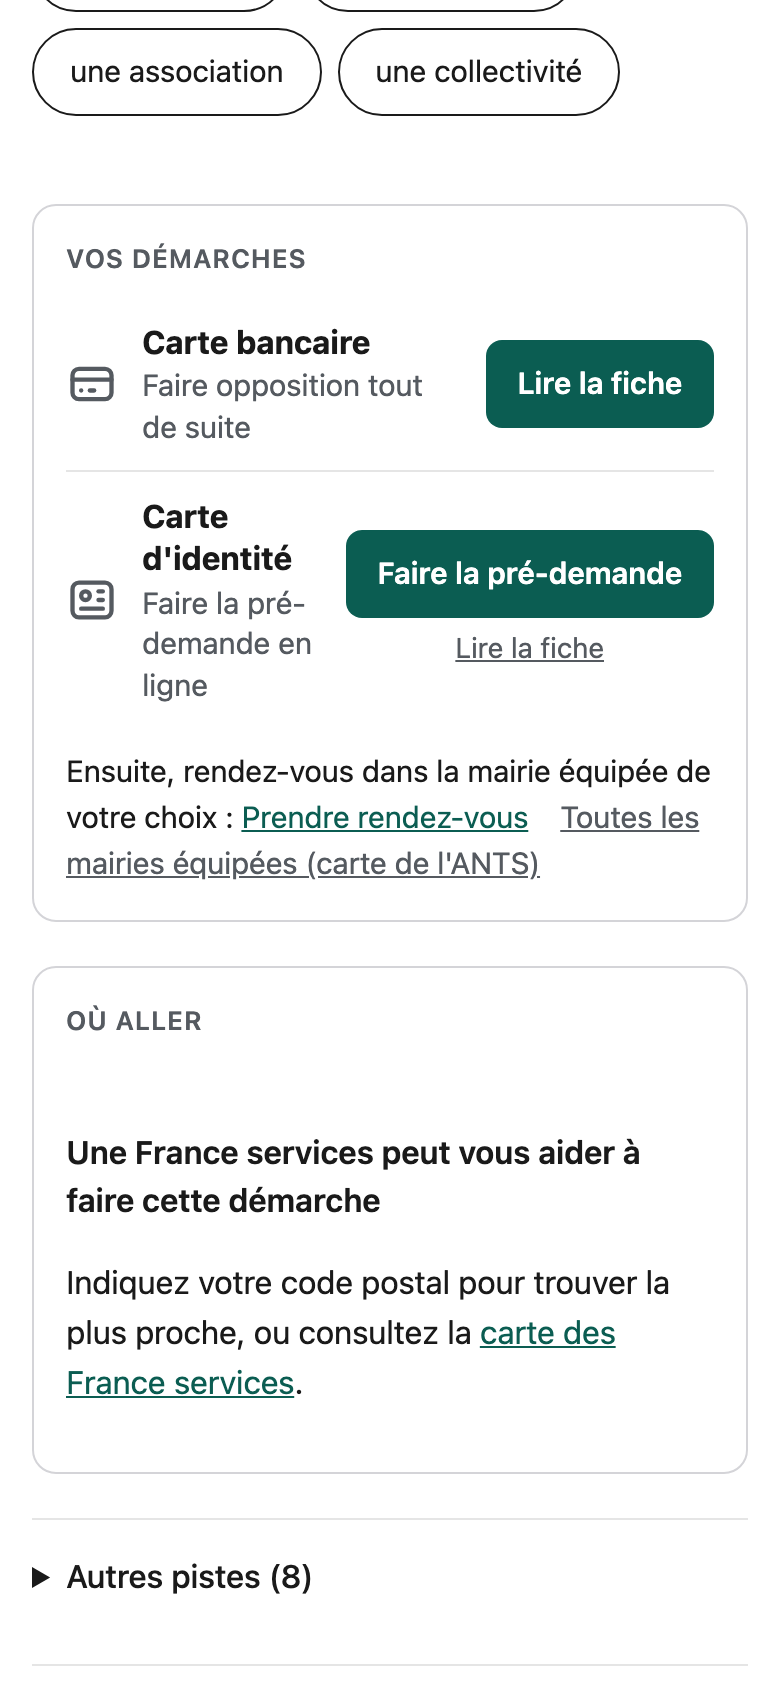 une association
une collectivité
VOS DÉMARCHES
Carte bancaire
Faire opposition tout
de suite
Lire la fiche
Carte
d'identité
Faire la pré-
demande en
ligne
Faire la pré-demande
Lire la fiche
Ensuite, rendez-vous dans la mairie équipée de
votre choix : Prendre rendez-vous Toutes les
mairies équipées (carte de l'ANTS)
OÙ ALLER
Une France services peut vous aider à
faire cette démarche
Indiquez votre code postal pour trouver la
plus proche, ou consultez la carte des
France services.
Autres pistes (8)